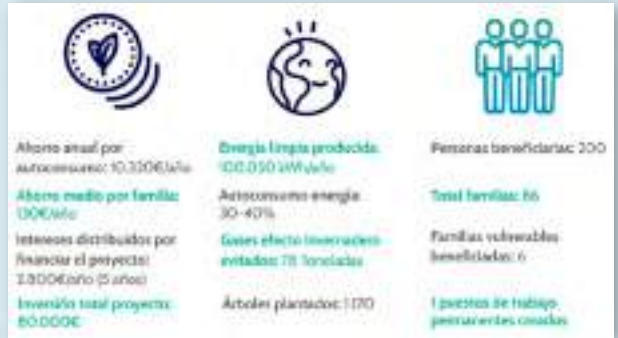 Ahorro anual por
autoconsumo: 10.320€/año
Ahorro medio por familia:
130€/año
Intereses distribuidos por
financiar el proyecto:
2.800€/año (5 años)
Inversión total proyecto:
80.000€
Energía limpia producida:
100.050 kWh/año
Autoconsumo energía:
30-40%
Gases efecto invernadero
evitados: 78 Toneladas
Árboles plantados: 1170
Personas beneficiarias: 200
Total familias:
Familias vulnerables
beneficiadas: 6
1 puestos de trabajo
permanentes creados